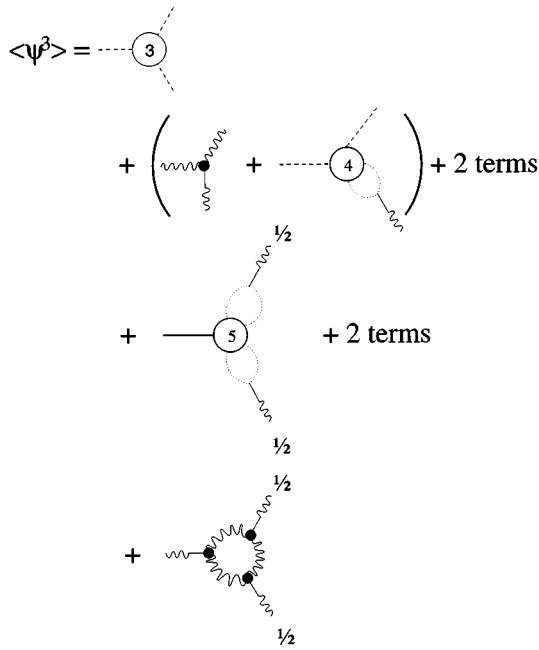 <ψ³> = 3
+ ( + 4 ) + 2 terms
½
+ 5 + 2 terms
½
½
+
½